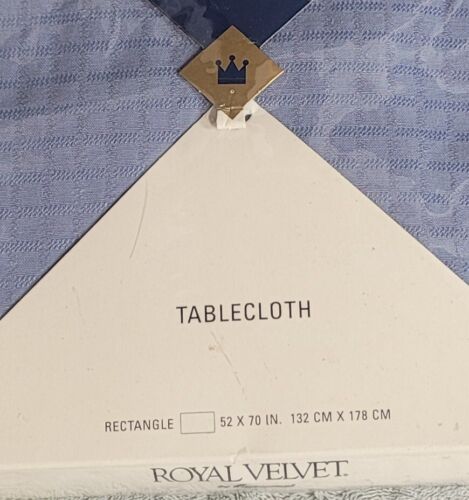 TABLECLOTH
RECTANGLE 52 X 70 IN. 132 CM X 178 CM
ROYAL VELVET